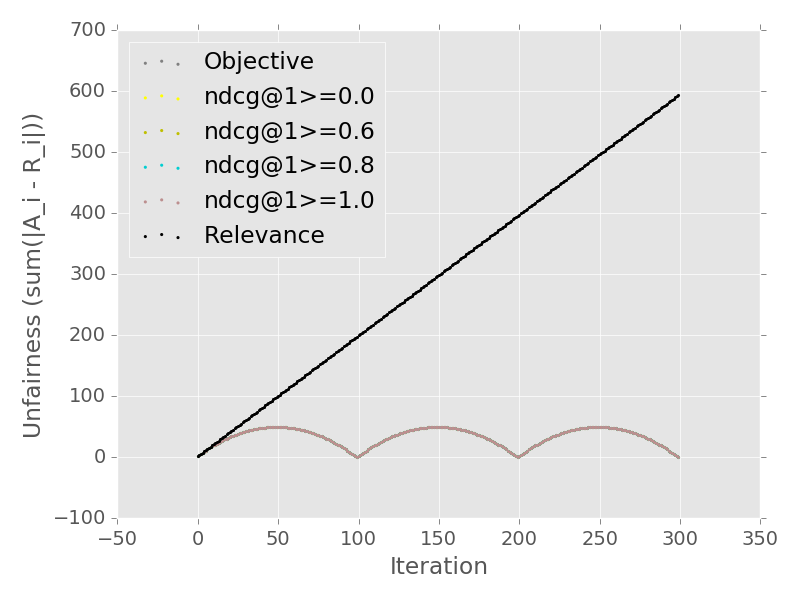 700
600
500
400
300
200
100
0
−100
−50
0
50
100
150
200
250
300
350
Unfairness (sum(|A_i - R_i|))
Iteration
Objective
ndcg@1>=0.0
ndcg@1>=0.6
ndcg@1>=0.8
ndcg@1>=1.0
Relevance